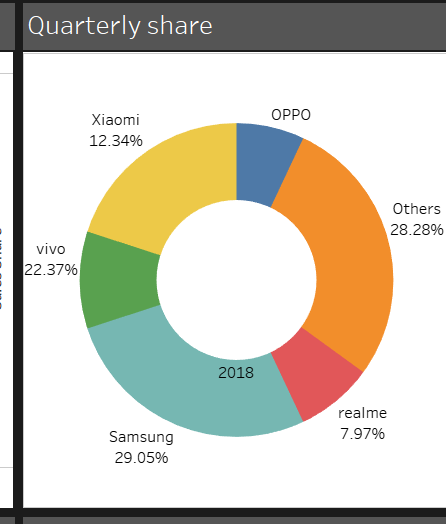 Quarterly share
OPPO
Xiaomi
12.34%
Others
28.28%
vivo
22.37%
2018
realme
7.97%
Samsung
29.05%